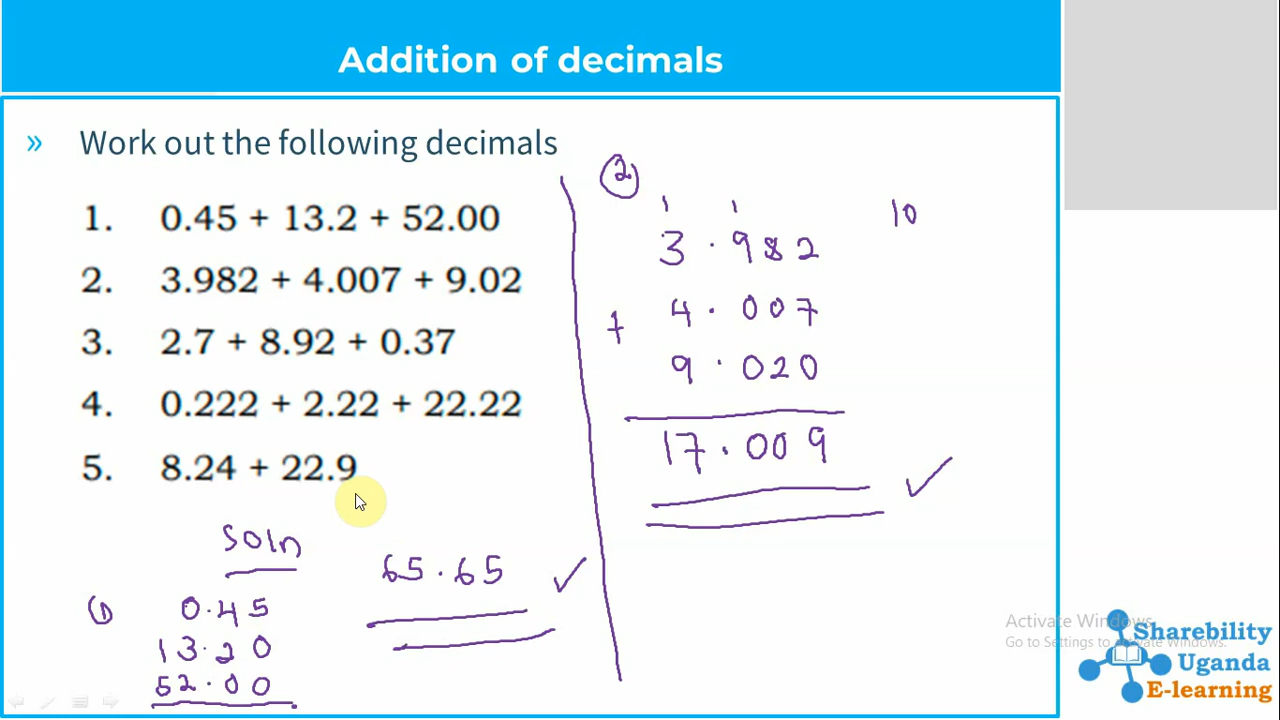 Addition of decimals
» Work out the following decimals
1. 0.45 + 13.2 + 52.00
2. 3.982 + 4.007 + 9.02
3. 2.7 + 8.92 + 0.37
4. 0.222 + 2.22 + 22.22
5. 8.24 + 22.9
Soln
① 0.45
13.20
52.00
65.65 ✓
②
1 1
3.982
+ 4.007
9.020
17.009 ✓
10
Activate Windows
Go to Settings to activate Windows.
Sharebility
Uganda
E-learning